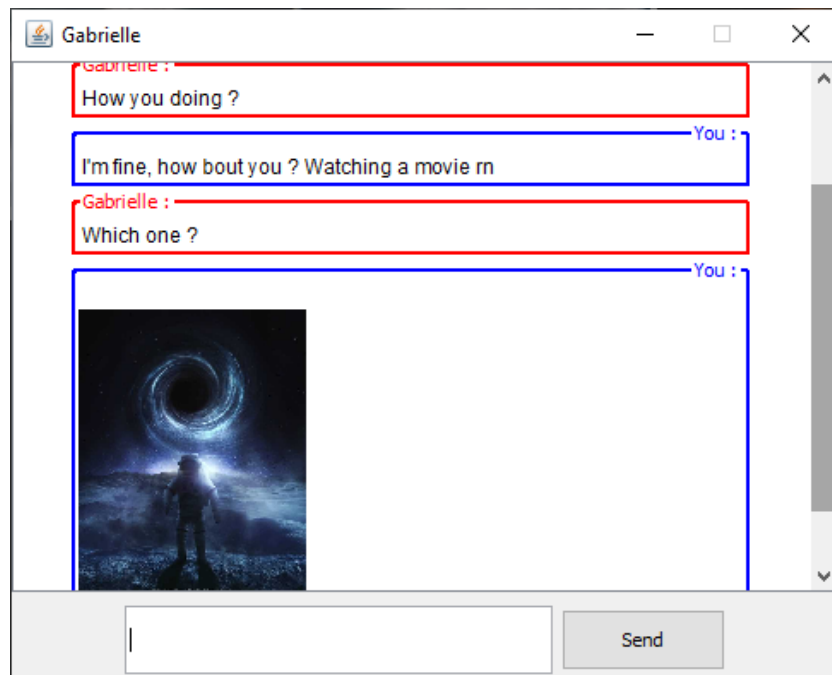 Gabrielle
Gabrielle :
How you doing ?
You :
I'm fine, how bout you ? Watching a movie rn
Gabrielle :
Which one ?
You :
Send